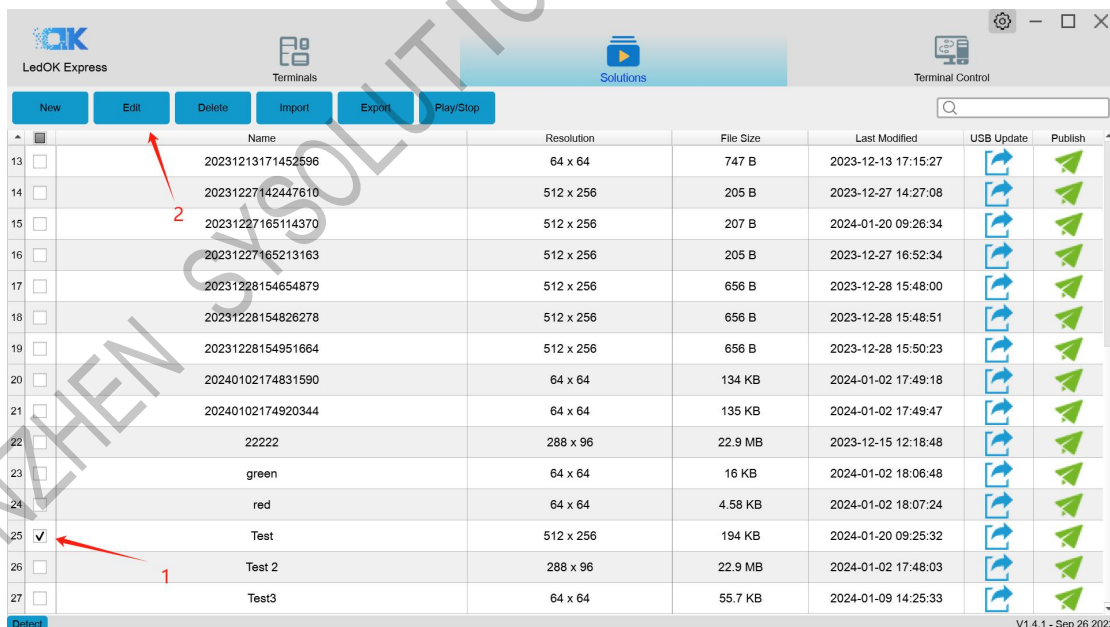 LedOK Express
Terminals
Solutions
Terminal Control
New Edit Delete Import Export Play/Stop
Name Resolution File Size Last Modified USB Update Publish
13 20231213171452596 64 x 64 747 B 2023-12-13 17:15:27
14 20231227142447610 512 x 256 205 B 2023-12-27 14:27:08
2
15 20231227165114370 512 x 256 207 B 2024-01-20 09:26:34
16 20231227165213163 512 x 256 205 B 2023-12-27 16:52:34
17 20231228154654879 512 x 256 656 B 2023-12-28 15:48:00
18 20231228154826278 512 x 256 656 B 2023-12-28 15:48:51
19 20231228154951664 512 x 256 656 B 2023-12-28 15:50:23
20 20240102174831590 64 x 64 134 KB 2024-01-02 17:49:18
21 20240102174920344 64 x 64 135 KB 2024-01-02 17:49:47
22 22222 288 x 96 22.9 MB 2023-12-15 12:18:48
23 green 64 x 64 16 KB 2024-01-02 18:06:48
24 red 64 x 64 4.58 KB 2024-01-02 18:07:24
25 Test 512 x 256 194 KB 2024-01-20 09:25:32
26 Test 2 288 x 96 22.9 MB 2024-01-02 17:48:03
1
27 Test3 64 x 64 55.7 KB 2024-01-09 14:25:33
Detect V1.4.1 - Sep 26 202
NZHEN SYSOLUTIO